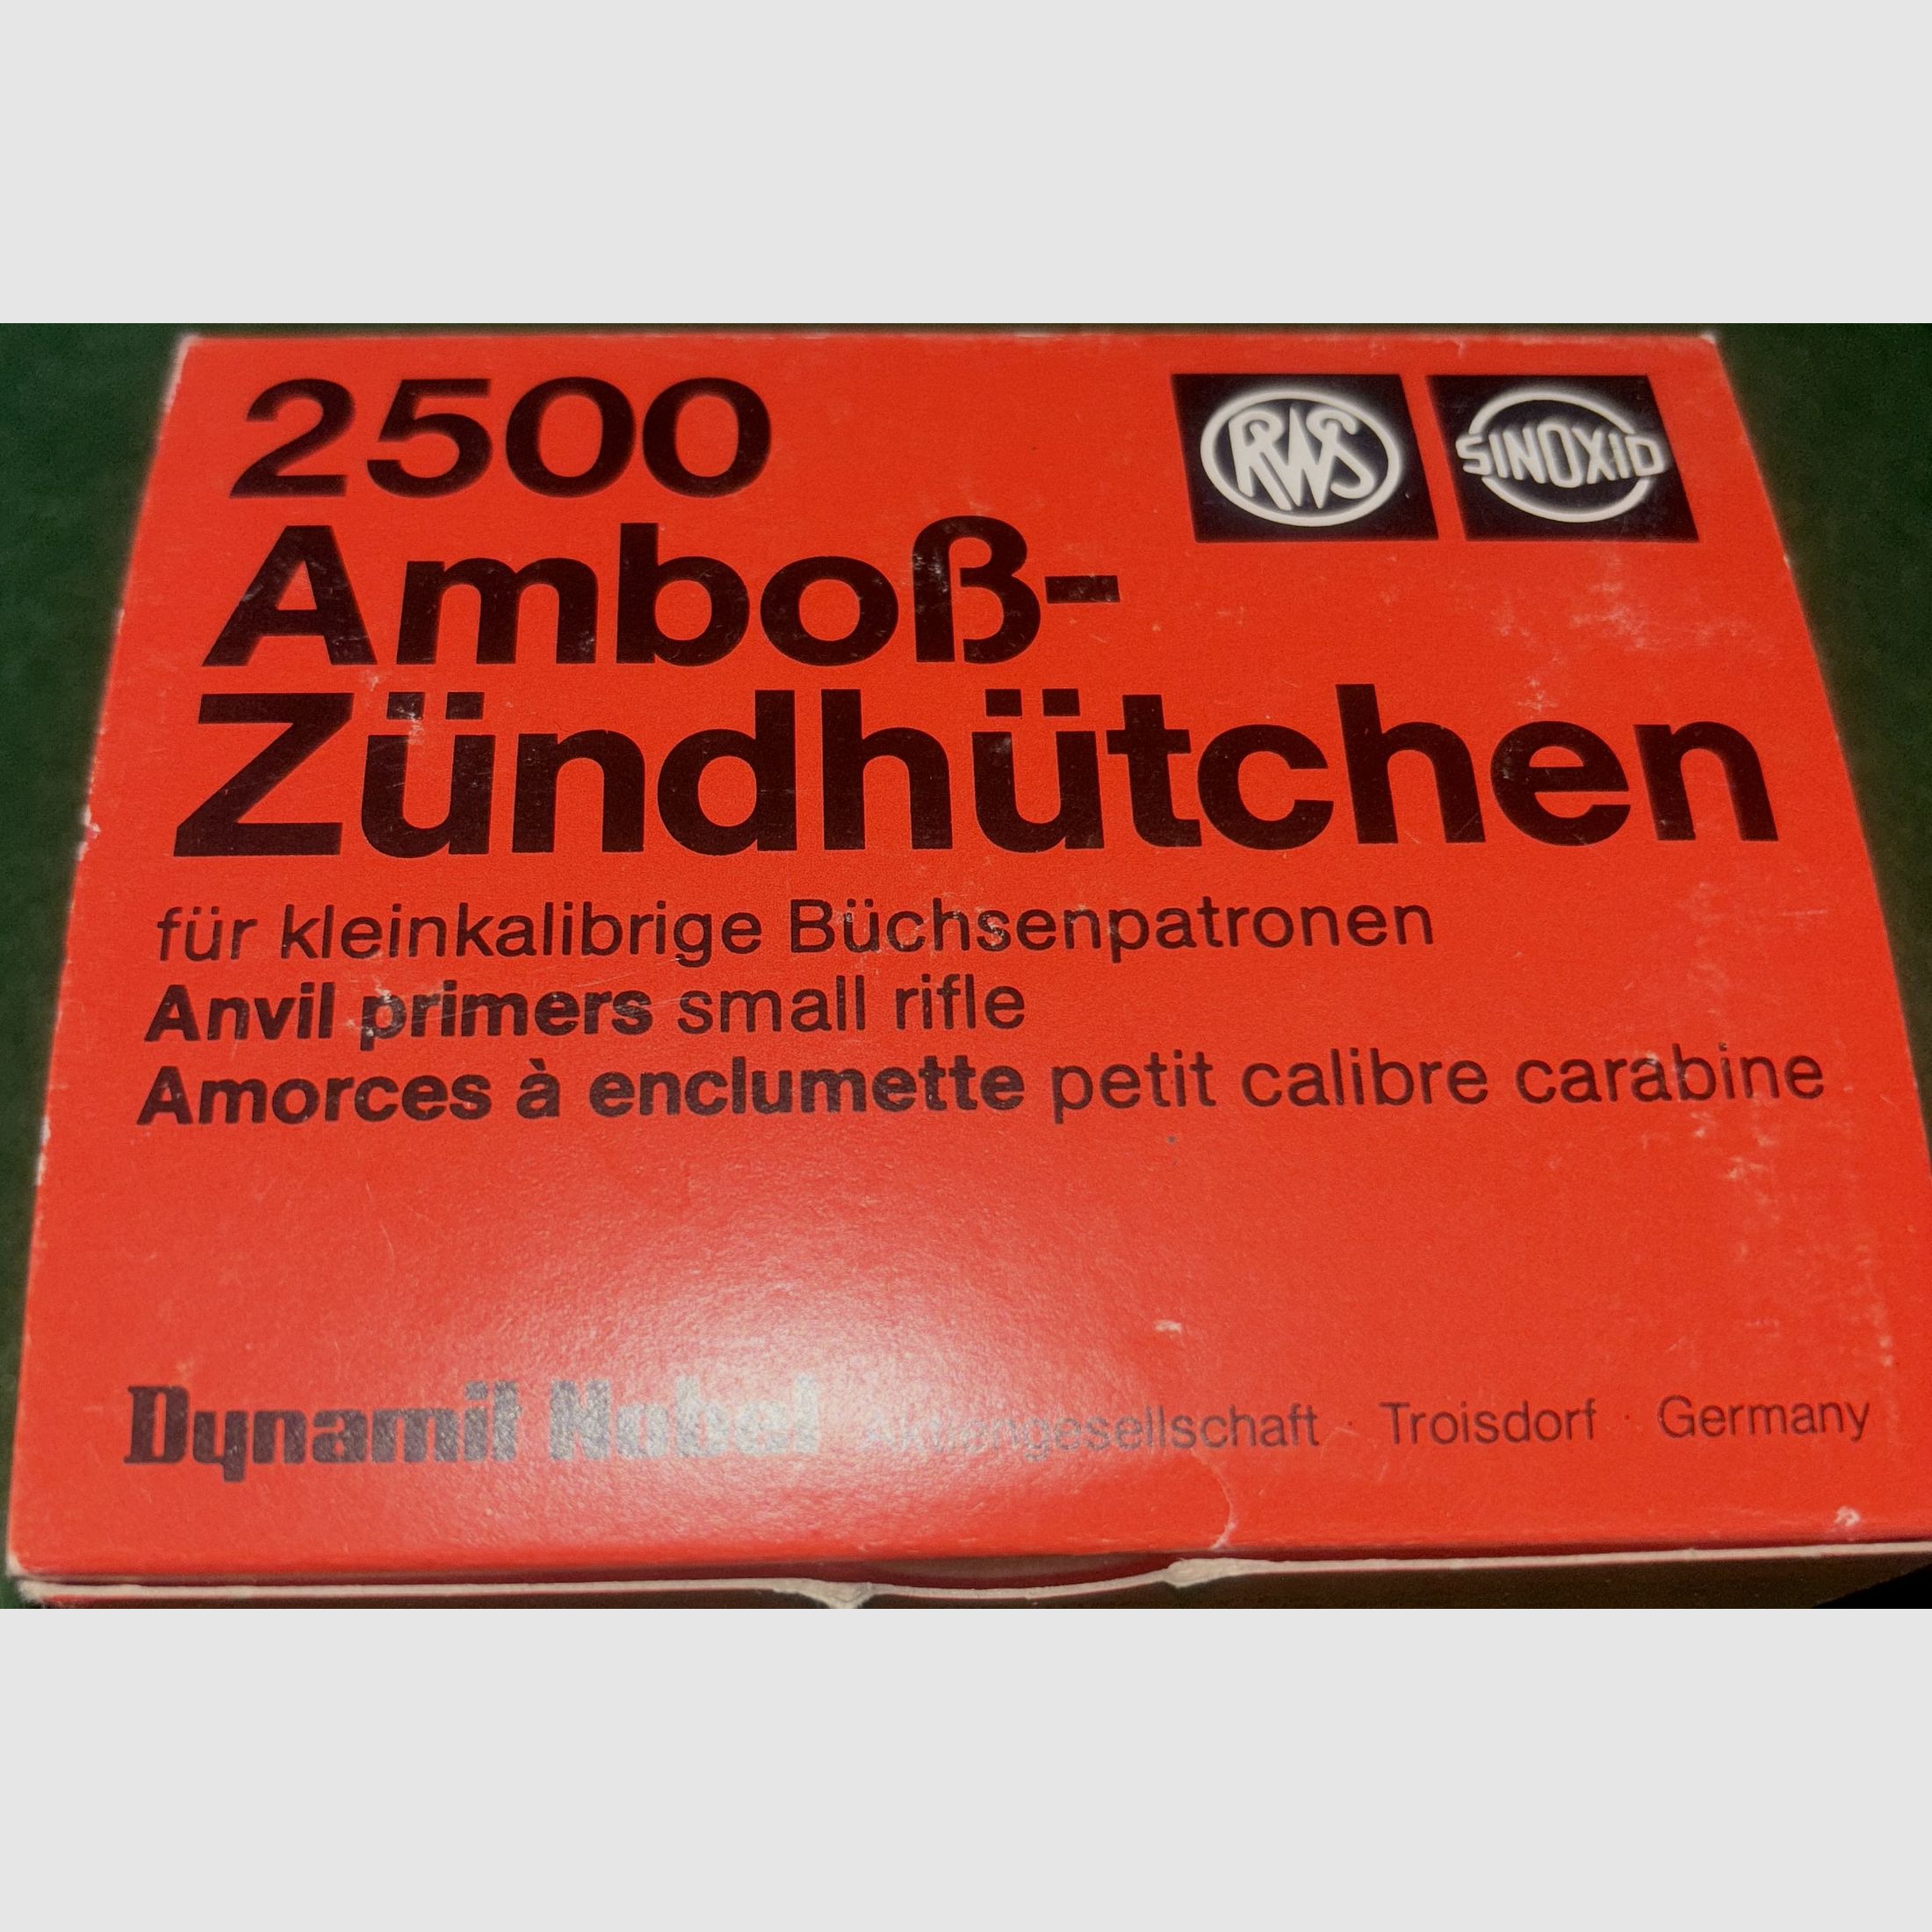 2500
RWS
SINOXID
Amboß-
Zündhütchen
für kleinkalibrige Büchsenpatronen
Anvil primers small rifle
Amorces à enclumette petit calibre carabine
Dynamit Nobel Aktiengesellschaft · Troisdorf · Germany